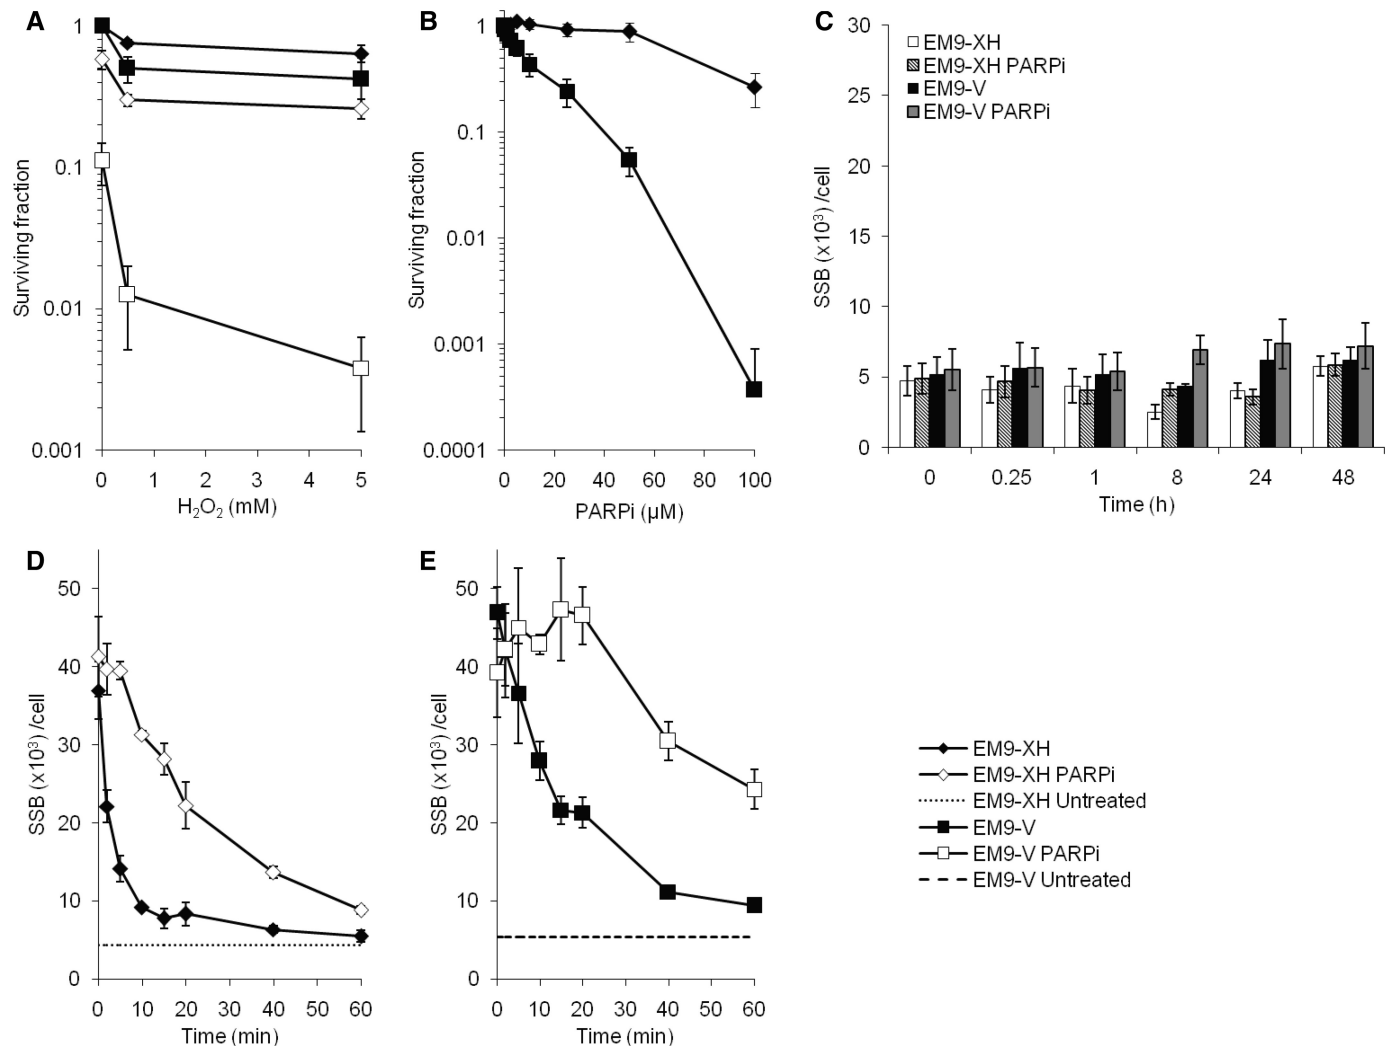 A
Surviving fraction
1
0.1
0.01
0.001
0 1 2 3 4 5
H₂O₂ (mM)
B
Surviving fraction
1
0.1
0.01
0.001
0.0001
0 20 40 60 80 100
PARPi (µM)
C
SSB (x10³) /cell
30
25
20
15
10
5
0
EM9-XH
EM9-XH PARPi
EM9-V
EM9-V PARPi
0 0.25 1 8 24 48
Time (h)
D
SSB (x10³) /cell
50
40
30
20
10
0
0 10 20 30 40 50 60
Time (min)
E
SSB (x10³) /cell
50
40
30
20
10
0
0 10 20 30 40 50 60
Time (min)
EM9-XH
EM9-XH PARPi
EM9-XH Untreated
EM9-V
EM9-V PARPi
EM9-V Untreated